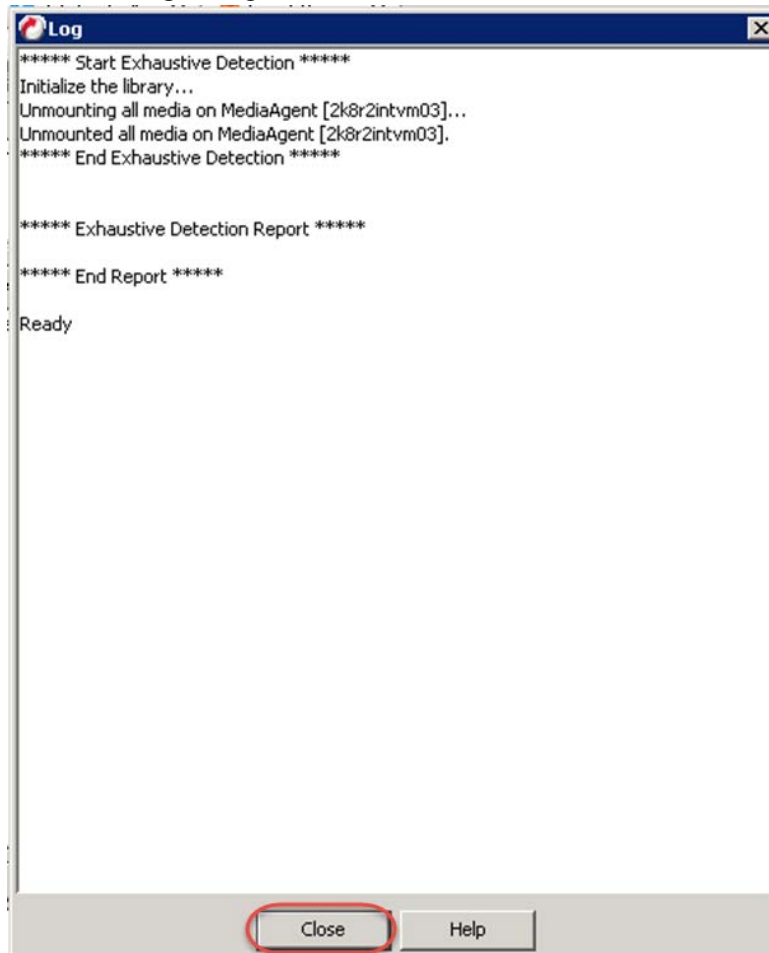 Log
***** Start Exhaustive Detection *****
Initialize the library...
Unmounting all media on MediaAgent [2k8r2intvm03]...
Unmounted all media on MediaAgent [2k8r2intvm03].
***** End Exhaustive Detection *****
***** Exhaustive Detection Report *****
***** End Report *****
Ready
Close
Help